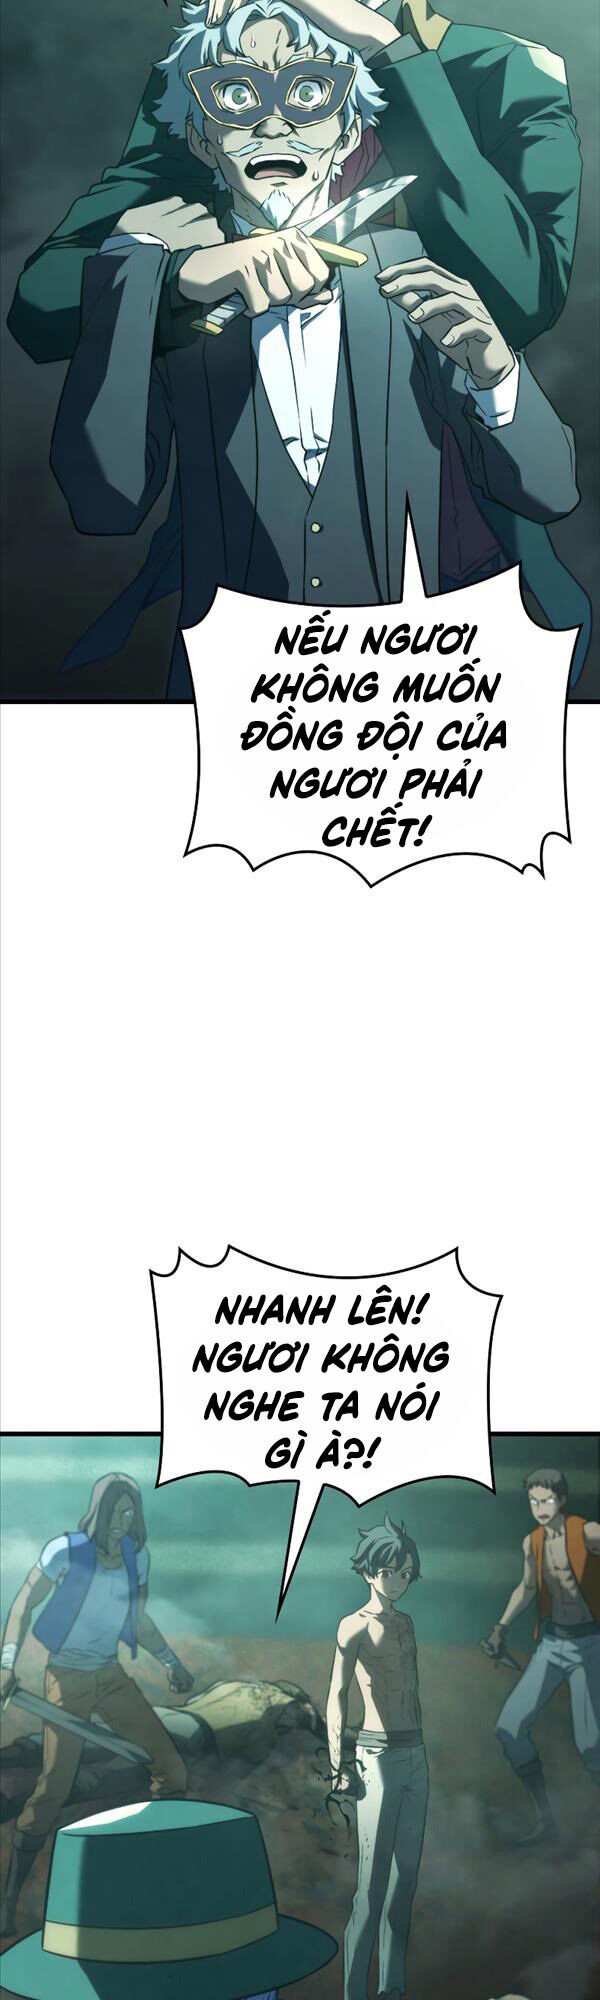 NẾU NGƯƠI
KHÔNG MUỐN
ĐỒNG ĐỘI CỦA
NGƯƠI PHẢI
CHẾT!
NHANH LÊN!
NGƯƠI KHÔNG
NGHE TA NÓI
GÌ À?!